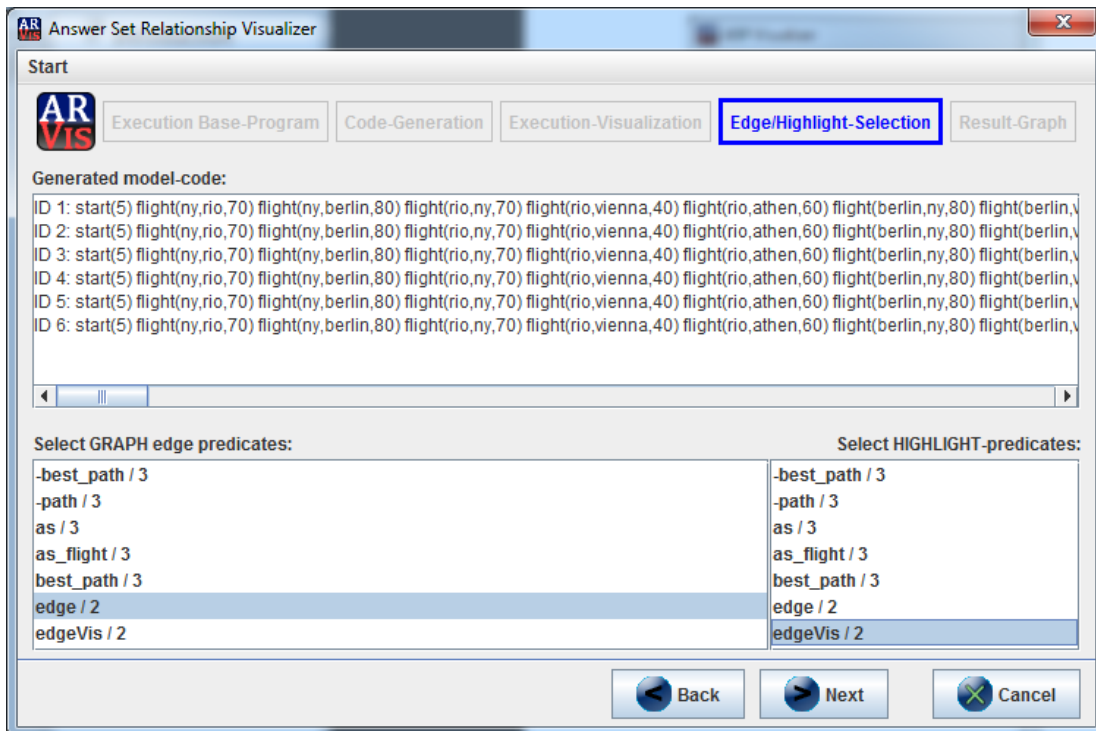 AR VIS Answer Set Relationship Visualizer
Start
AR VIS Execution Base-Program Code-Generation Execution-Visualization Edge/Highlight-Selection Result-Graph
Generated model-code:
ID 1: start(5) flight(ny,rio,70) flight(ny,berlin,80) flight(rio,ny,70) flight(rio,vienna,40) flight(rio,athen,60) flight(berlin,ny,80) flight(berlin,v
ID 2: start(5) flight(ny,rio,70) flight(ny,berlin,80) flight(rio,ny,70) flight(rio,vienna,40) flight(rio,athen,60) flight(berlin,ny,80) flight(berlin,v
ID 3: start(5) flight(ny,rio,70) flight(ny,berlin,80) flight(rio,ny,70) flight(rio,vienna,40) flight(rio,athen,60) flight(berlin,ny,80) flight(berlin,v
ID 4: start(5) flight(ny,rio,70) flight(ny,berlin,80) flight(rio,ny,70) flight(rio,vienna,40) flight(rio,athen,60) flight(berlin,ny,80) flight(berlin,v
ID 5: start(5) flight(ny,rio,70) flight(ny,berlin,80) flight(rio,ny,70) flight(rio,vienna,40) flight(rio,athen,60) flight(berlin,ny,80) flight(berlin,v
ID 6: start(5) flight(ny,rio,70) flight(ny,berlin,80) flight(rio,ny,70) flight(rio,vienna,40) flight(rio,athen,60) flight(berlin,ny,80) flight(berlin,v
Select GRAPH edge predicates: Select HIGHLIGHT-predicates:
-best_path / 3 -best_path / 3
-path / 3 -path / 3
as / 3 as / 3
as_flight / 3 as_flight / 3
best_path / 3 best_path / 3
edge / 2 edge / 2
edgeVis / 2 edgeVis / 2
Back Next Cancel